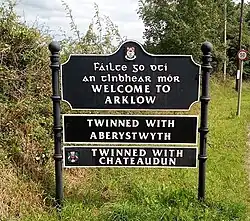 Fáilte go dtí
an tInbhear mór
WELCOME TO
ARKLOW
TWINNED WITH
ABERYSTWYTH
TWINNED WITH
CHATEAUDUN